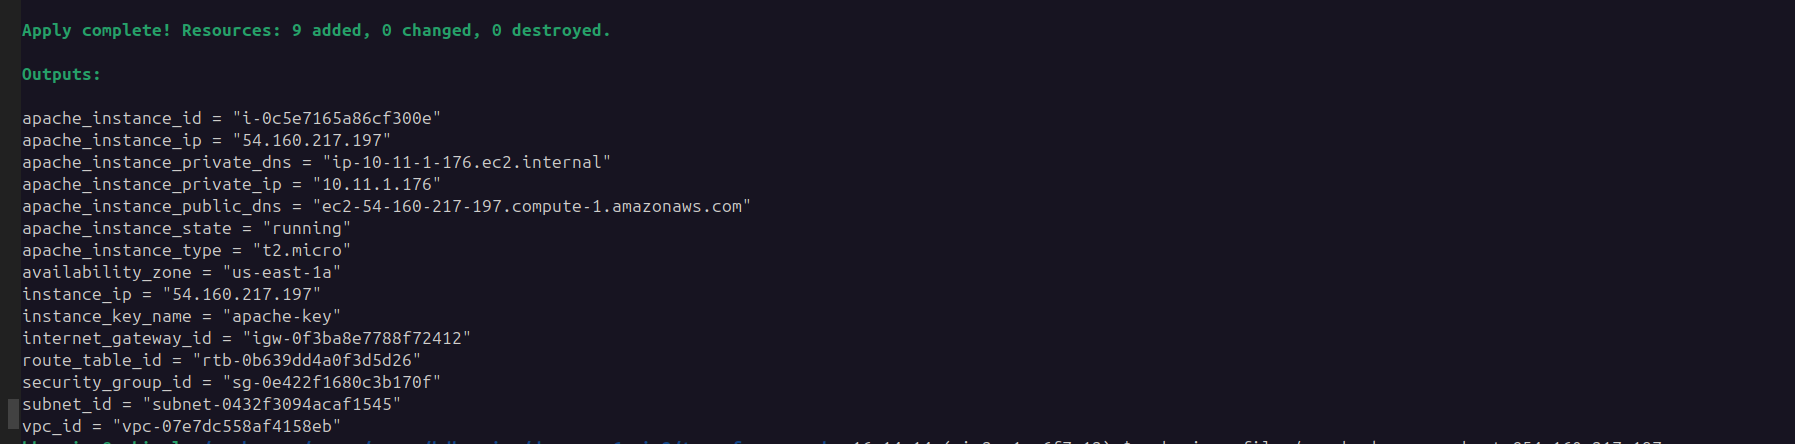 Apply complete! Resources: 9 added, 0 changed, 0 destroyed.
Outputs:
apache_instance_id = "i-0c5e7165a86cf300e"
apache_instance_ip = "54.160.217.197"
apache_instance_private_dns = "ip-10-11-1-176.ec2.internal"
apache_instance_private_ip = "10.11.1.176"
apache_instance_public_dns = "ec2-54-160-217-197.compute-1.amazonaws.com"
apache_instance_state = "running"
apache_instance_type = "t2.micro"
availability_zone = "us-east-1a"
instance_ip = "54.160.217.197"
instance_key_name = "apache-key"
internet_gateway_id = "igw-0f3ba8e7788f72412"
route_table_id = "rtb-0b639dd4a0f3d5d26"
security_group_id = "sg-0e422f1680c3b170f"
subnet_id = "subnet-0432f3094acaf1545"
vpc_id = "vpc-07e7dc558af4158eb"